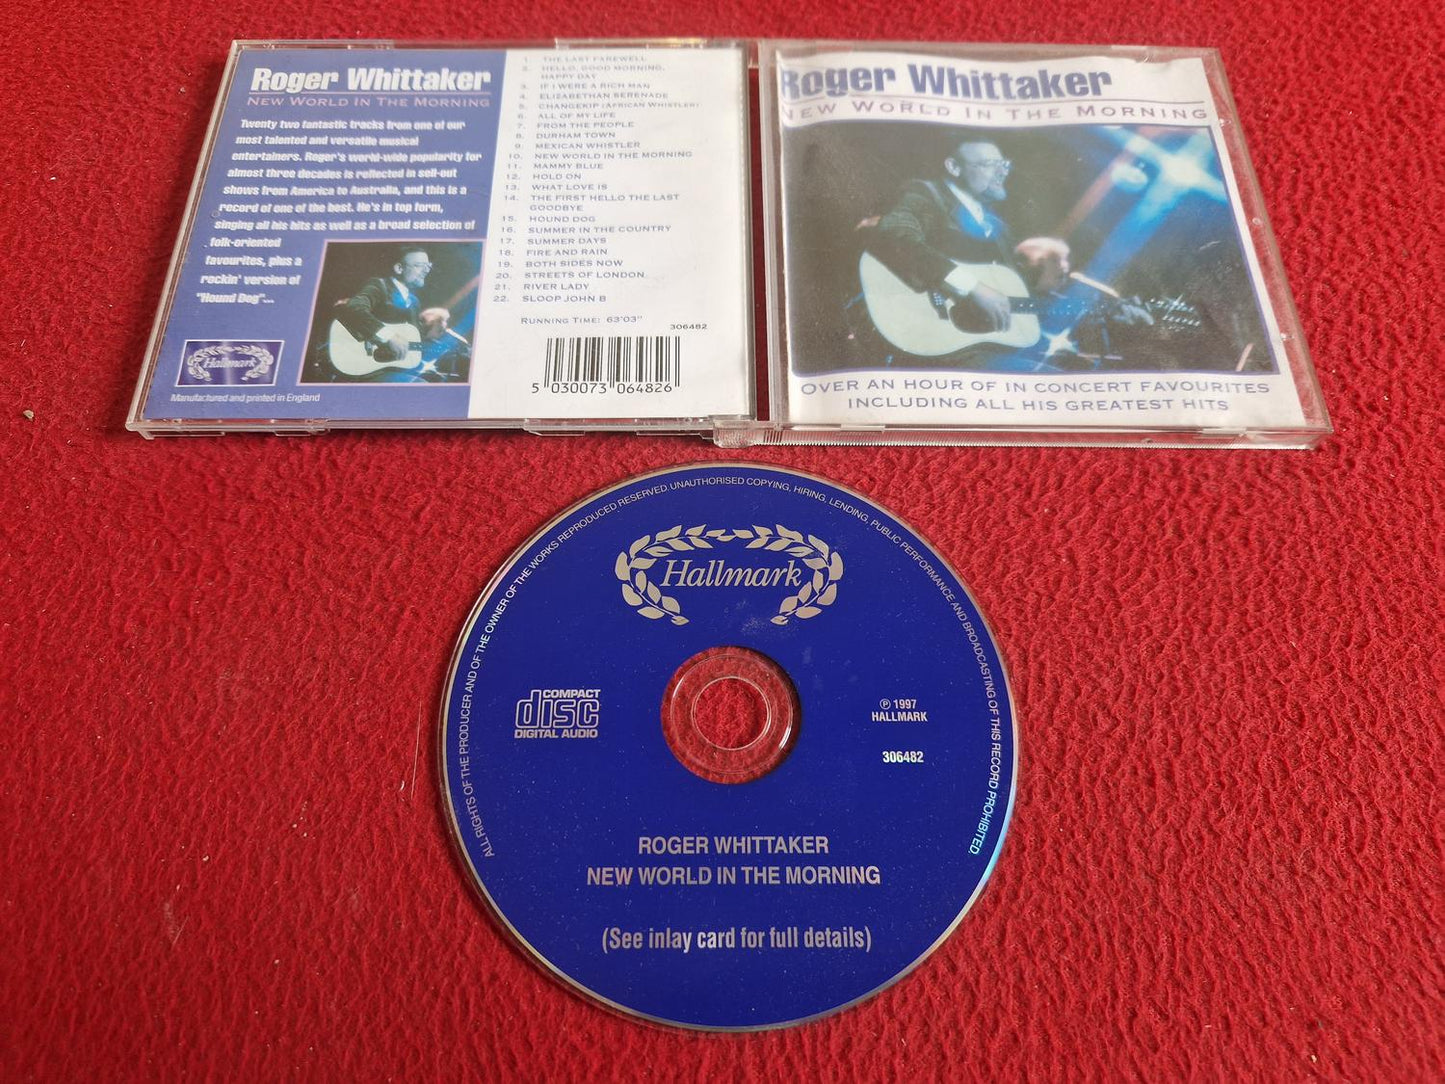 Roger Whittaker
NEW WORLD IN THE MORNING
Twenty two fantastic tracks from one of our
most talented and versatile musical
entertainers. Roger's world-wide popularity for
almost three decades is reflected in sell-out
shows from America to Australia, and this is a
record of one of the best. He's in top form,
singing all his hits as well as a broad selection of
folk-oriented
favourites, plus a
rockin' version of
"Hound Dog"...
Hallmark
Manufactured and printed in England
1. THE LAST FAREWELL
2. HELLO, GOOD MORNING,
HAPPY DAY
3. IF I WERE A RICH MAN
4. ELIZABETHAN SERENADE
5. CHANGEKIP (AFRICAN WHISTLER)
6. ALL OF MY LIFE
7. FROM THE PEOPLE
8. DURHAM TOWN
9. MEXICAN WHISTLER
10. NEW WORLD IN THE MORNING
11. MAMMY BLUE
12. HOLD ON
13. WHAT LOVE IS
14. THE FIRST HELLO THE LAST
GOODBYE
15. HOUND DOG
16. SUMMER IN THE COUNTRY
17. SUMMER DAYS
18. FIRE AND RAIN
19. BOTH SIDES NOW
20. STREETS OF LONDON
21. RIVER LADY
22. SLOOP JOHN B
RUNNING TIME: 63'03"
306482
5 030073 064826
Roger Whittaker
NEW WORLD IN THE MORNING
OVER AN HOUR OF IN CONCERT FAVOURITES
INCLUDING ALL HIS GREATEST HITS
ALL RIGHTS OF THE PRODUCER AND OF THE OWNER OF THE WORKS REPRODUCED RESERVED. UNAUTHORISED COPYING, HIRING, LENDING, PUBLIC PERFORMANCE AND BROADCASTING OF THIS RECORD PROHIBITED.
Hallmark
COMPACT
disc
DIGITAL AUDIO
℗ 1997
HALLMARK
306482
ROGER WHITTAKER
NEW WORLD IN THE MORNING
(See inlay card for full details)